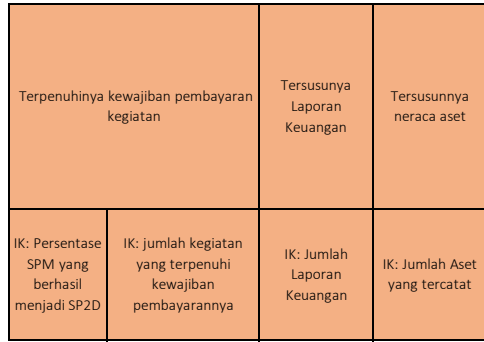 Terpenuhinya kewajiban pembayaran
kegiatan
Tersusunya
Laporan
Keuangan
Tersusunnya
neraca aset
IK: Persentase
SPM yang
berhasil
menjadi SP2D
IK: jumlah kegiatan
yang terpenuhi
kewajiban
pembayarannya
IK: Jumlah
Laporan
Keuangan
IK: Jumlah Aset
yang tercatat